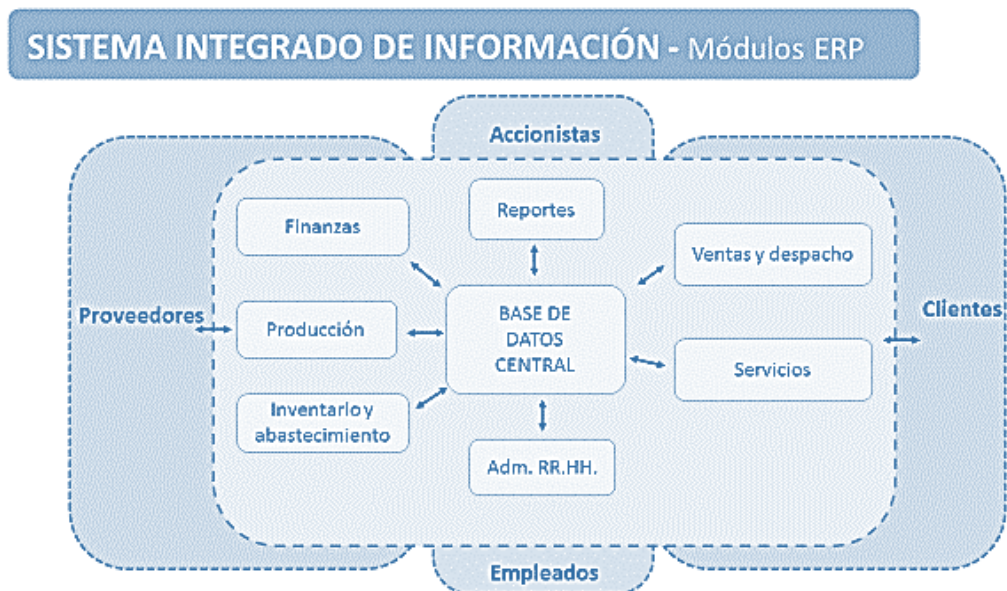 SISTEMA INTEGRADO DE INFORMACIÓN - Módulos ERP
Accionistas
Reportes
Finanzas
Ventas y despacho
Proveedores
Producción
BASE DE
DATOS
CENTRAL
Clientes
Servicios
Inventario y
abastecimiento
Adm. RR.HH.
Empleados